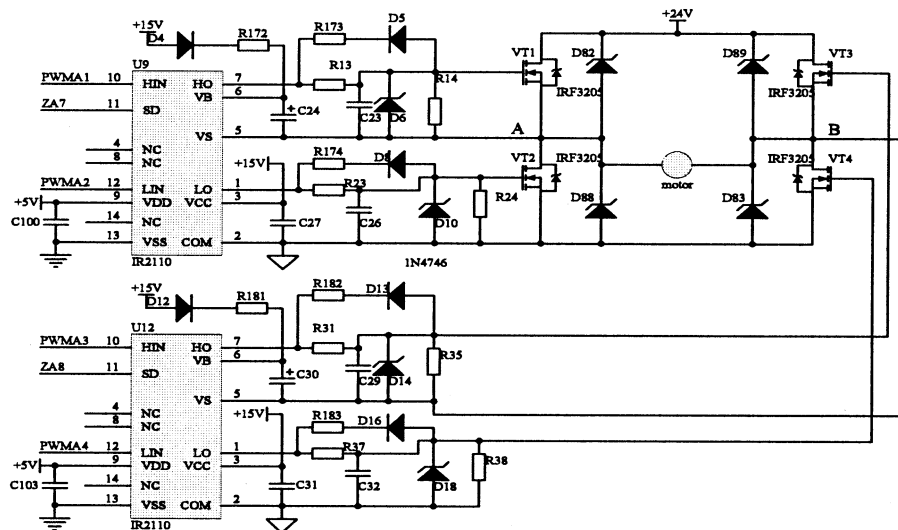 +15V
D4
R172
R173
D5
+24V
U9
PWMA1
10
HIN
HO
7
R13
VT1
D82
D89
VT3
VB
6
R14
ZA7
11
SD
C24
C23
D6
IRF3205
IRF3205
VS
5
A
B
4
NC
8
NC
+15V
R174
D8
VT2
IRF3205
IRF3205
VT4
PWMA2
12
LIN
LO
1
R23
motor
+5V
9
VDD
VCC
3
R24
D88
D83
C100
14
NC
C27
C26
D10
13
VSS
COM
2
IR2110
1N4746
+15V
D12
R181
R182
D13
U12
PWMA3
10
HIN
HO
7
R31
VB
6
R35
ZA8
11
SD
C30
C29
D14
VS
5
4
NC
8
NC
+15V
R183
D16
PWMA4
12
LIN
LO
1
R37
+5V
9
VDD
VCC
3
R38
C103
14
NC
C31
C32
D18
13
VSS
COM
2
IR2110